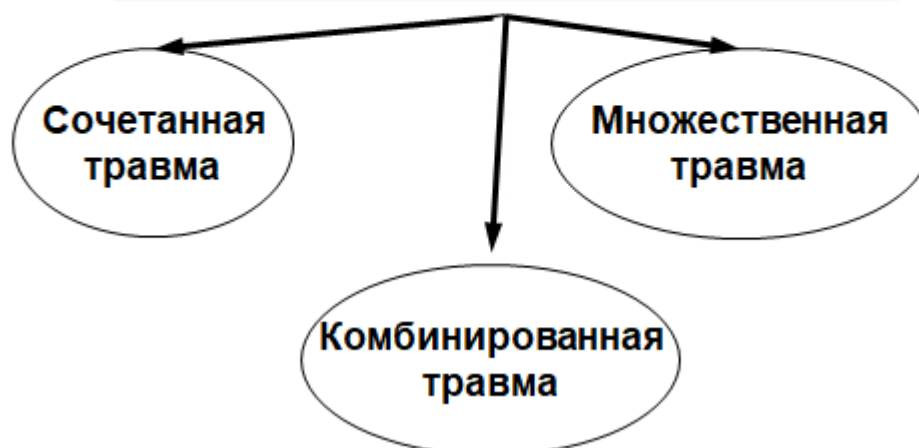 Сочетанная
травма
Множественная
травма
Комбинированная
травма